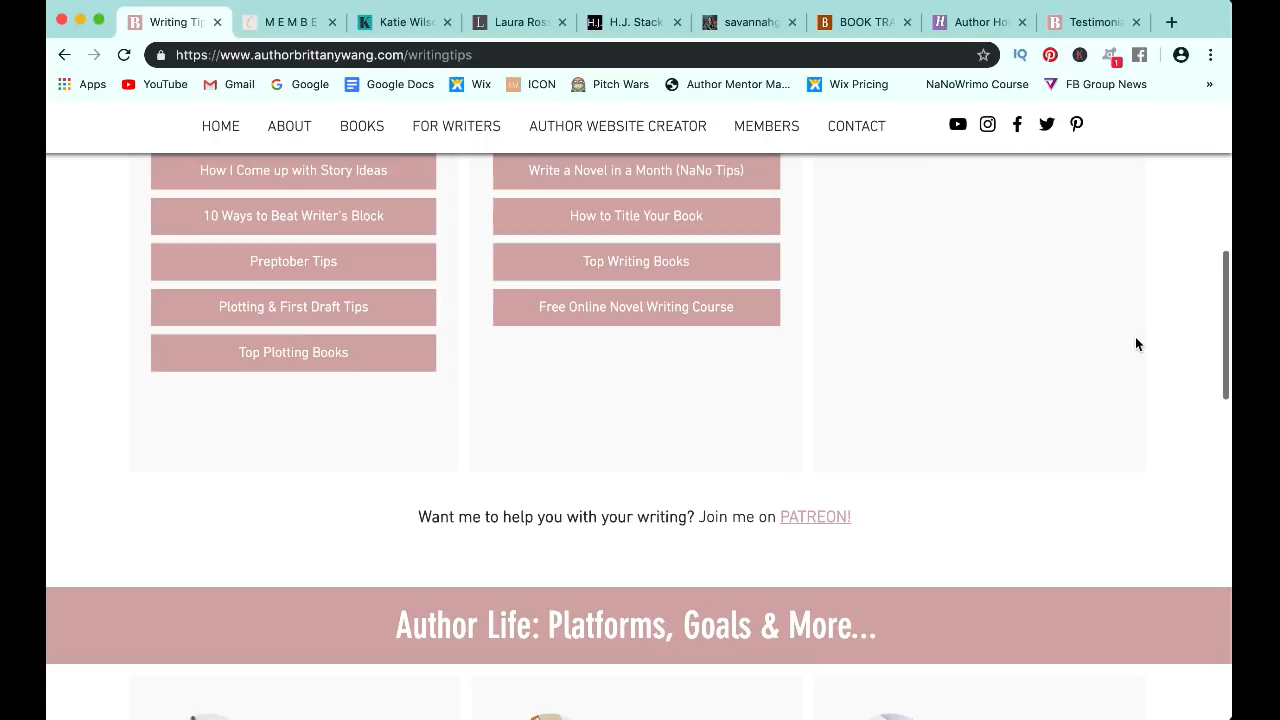 Writing Tip
M E M B E
Katie Wils
Laura Ros
H.J. Stack
savannahg
BOOK TRA
Author Ho
Testimonia
https://www.authorbrittanywang.com/writingtips
Apps
YouTube
Gmail
Google
Google Docs
Wix
ICON
Pitch Wars
Author Mentor Ma...
Wix Pricing
NaNoWrimo Course
FB Group News
HOME
ABOUT
BOOKS
FOR WRITERS
AUTHOR WEBSITE CREATOR
MEMBERS
CONTACT
How I Come up with Story Ideas
10 Ways to Beat Writer's Block
Preptober Tips
Plotting & First Draft Tips
Top Plotting Books
Write a Novel in a Month (NaNo Tips)
How to Title Your Book
Top Writing Books
Free Online Novel Writing Course
Want me to help you with your writing? Join me on PATREON!
Author Life: Platforms, Goals & More...